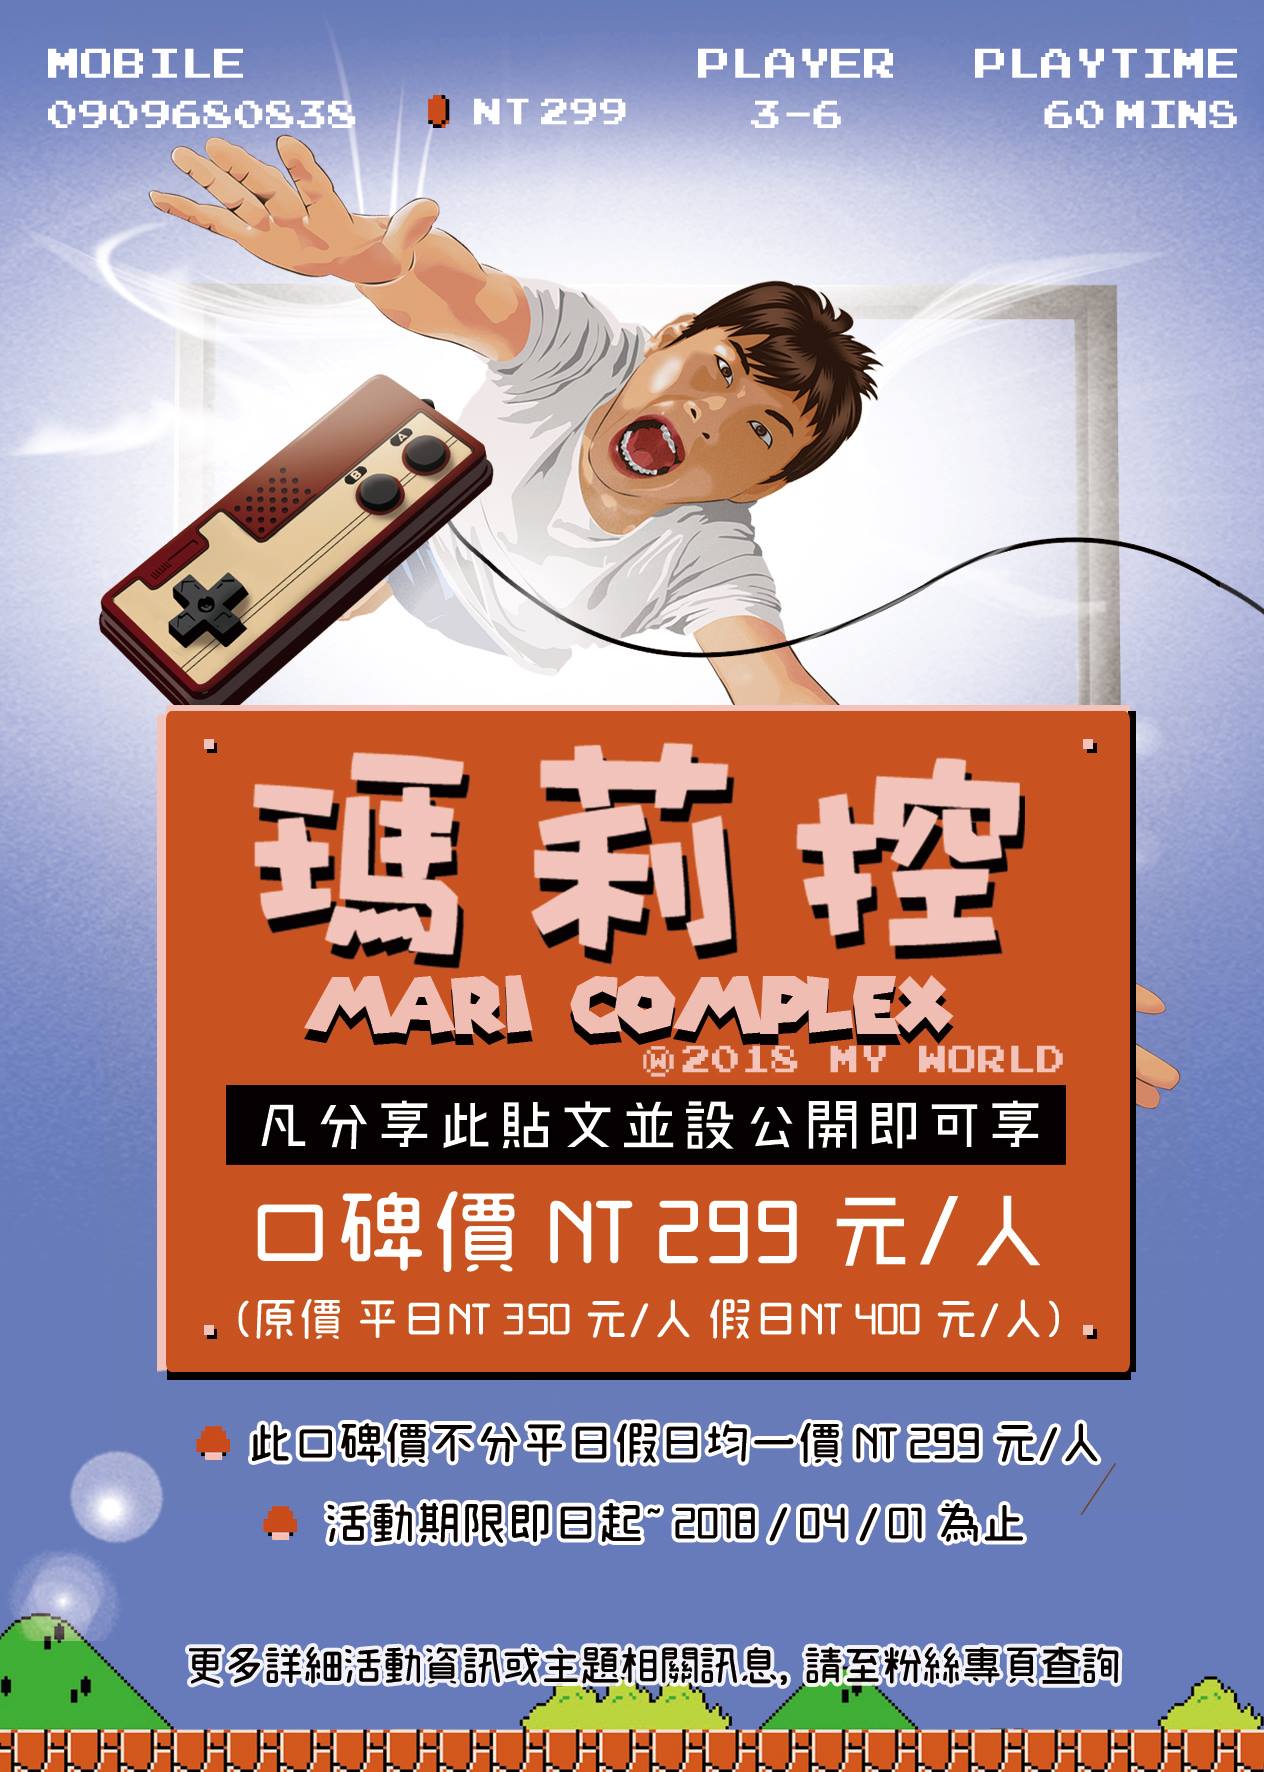 MOBILE PLAYER PLAYTIME
0909680838 NT 299 3-6 60 MINS
A
B
瑪莉控
MARI COMPLEX
@2018 MY WORLD
凡分享此貼文並設公開即可享
口碑價 NT 299 元/人
(原價 平日NT 350 元/人 假日NT 400 元/人)
此口碑價不分平日假日均一價 NT 299 元/人
活動期限即日起~ 2018 / 04 / 01 為止
更多詳細活動資訊或主題相關訊息, 請至粉絲專頁查詢